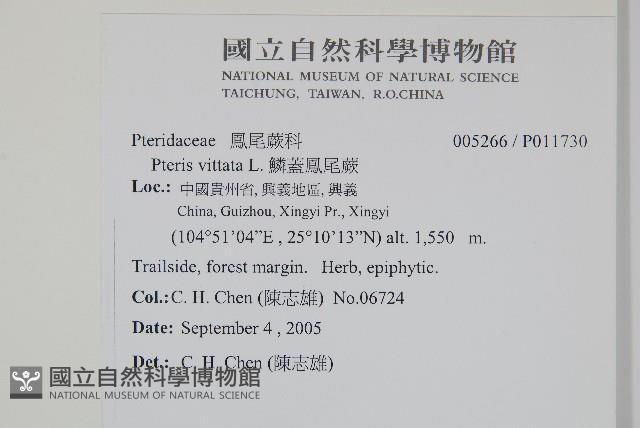 國立自然科學博物館
NATIONAL MUSEUM OF NATURAL SCIENCE
TAICHUNG, TAIWAN, R.O.CHINA
Pteridaceae 鳳尾蕨科 005266 / P011730
Pteris vittata L. 鱗蓋鳳尾蕨
Loc.: 中國貴州省, 興義地區, 興義
China, Guizhou, Xingyi Pr., Xingyi
(104°51’04”E , 25°10’13”N) alt. 1,550 m.
Trailside, forest margin. Herb, epiphytic.
Col.: C. H. Chen (陳志雄) No.06724
Date: September 4 , 2005
Det.: C. H. Chen (陳志雄)
國立自然科學博物館
NATIONAL MUSEUM OF NATURAL SCIENCE